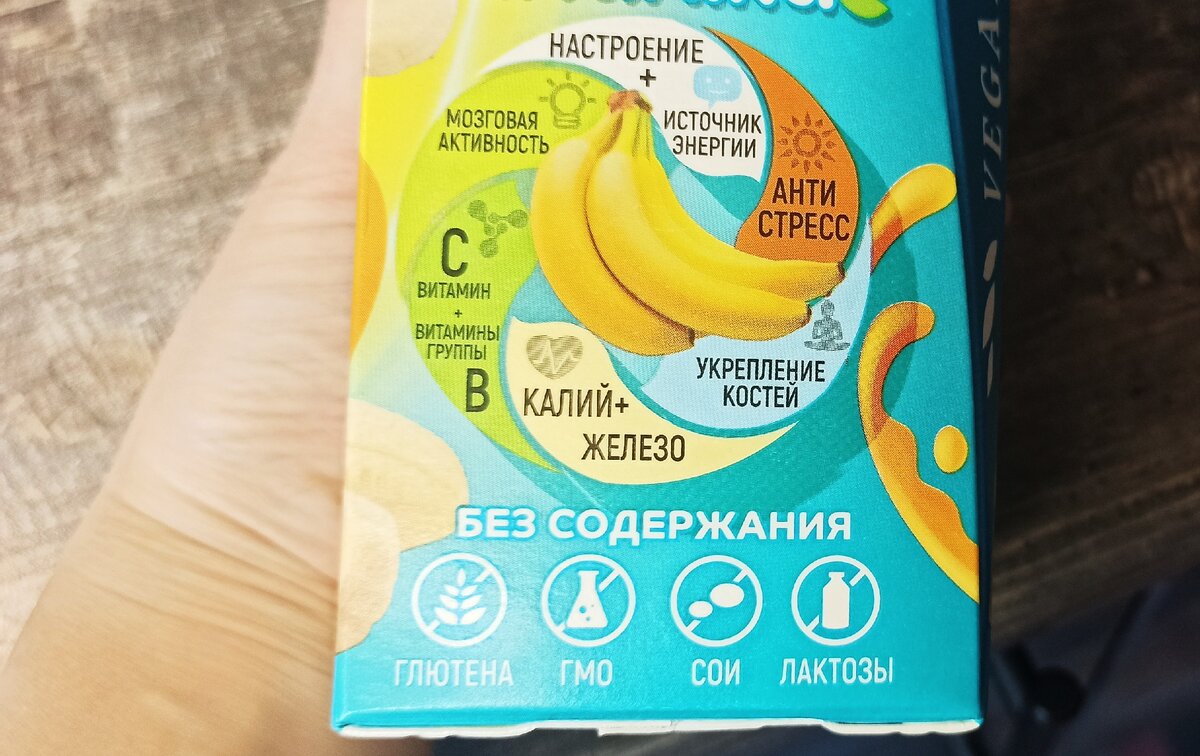 НАСТРОЕНИЕ
+
ИСТОЧНИК
ЭНЕРГИИ
МОЗГОВАЯ
АКТИВНОСТЬ
АНТИ
СТРЕСС
С
ВИТАМИН
+
ВИТАМИНЫ
ГРУППЫ
В
КАЛИЙ+
ЖЕЛЕЗО
УКРЕПЛЕНИЕ
КОСТЕЙ
БЕЗ СОДЕРЖАНИЯ
ГЛЮТЕНА
ГМО
СОИ
ЛАКТОЗЫ